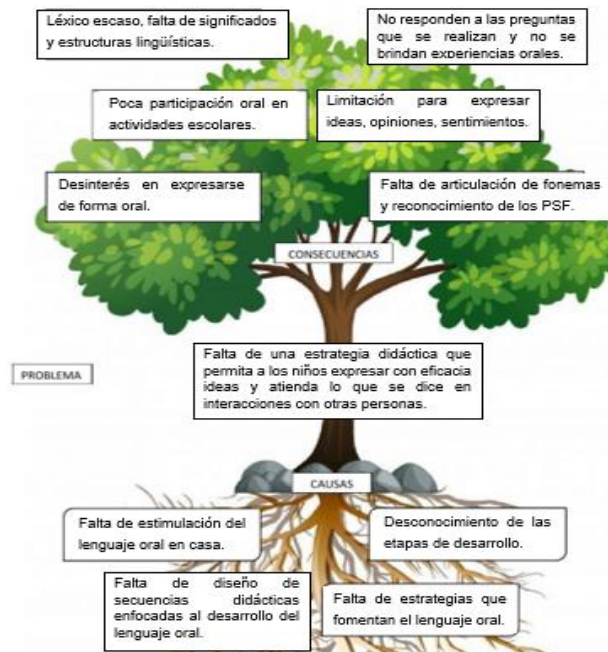 Léxico escaso, falta de significados
y estructuras lingüísticas.
No responden a las preguntas
que se realizan y no se
brindan experiencias orales.
Poca participación oral en
actividades escolares.
Limitación para expresar
ideas, opiniones, sentimientos.
Desinterés en expresarse
de forma oral.
Falta de articulación de fonemas
y reconocimiento de los PSF.
CONSECUENCIAS
Falta de una estrategia didáctica que
permita a los niños expresar con eficacia
ideas y atienda lo que se dice en
interacciones con otras personas.
PROBLEMA
CAUSAS
Falta de estimulación del
lenguaje oral en casa.
Desconocimiento de las
etapas de desarrollo.
Falta de diseño de
secuencias didácticas
enfocadas al desarrollo del
lenguaje oral.
Falta de estrategias que
fomentan el lenguaje oral.